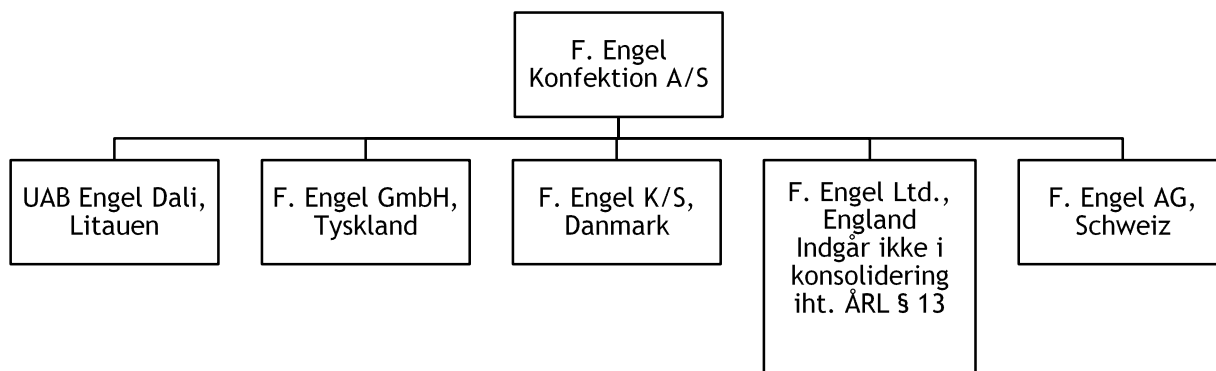 F. Engel
Konfektion A/S
UAB Engel Dali,
Litauen
F. Engel GmbH,
Tyskland
F. Engel K/S,
Danmark
F. Engel Ltd.,
England
Indgår ikke i
konsolidering
iht. ÅRL § 13
F. Engel AG,
Schweiz